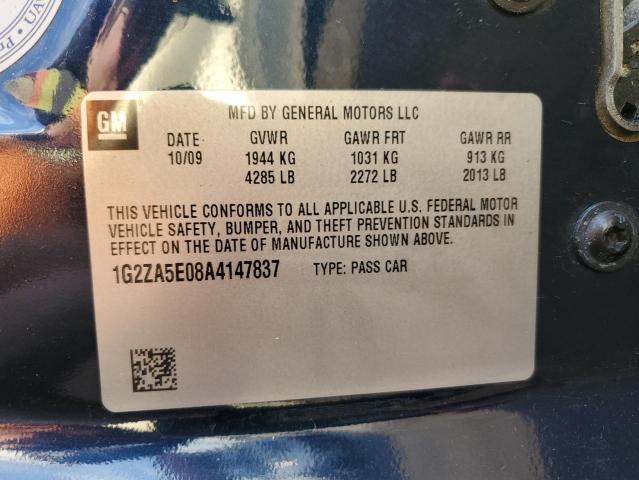 GM
MFD BY GENERAL MOTORS LLC
DATE GVWR GAWR FRT GAWR RR
10/09 1944 KG 1031 KG 913 KG
4285 LB 2272 LB 2013 LB
THIS VEHICLE CONFORMS TO ALL APPLICABLE U.S. FEDERAL MOTOR
VEHICLE SAFETY, BUMPER, AND THEFT PREVENTION STANDARDS IN
EFFECT ON THE DATE OF MANUFACTURE SHOWN ABOVE.
1G2ZA5E08A4147837 TYPE: PASS CAR